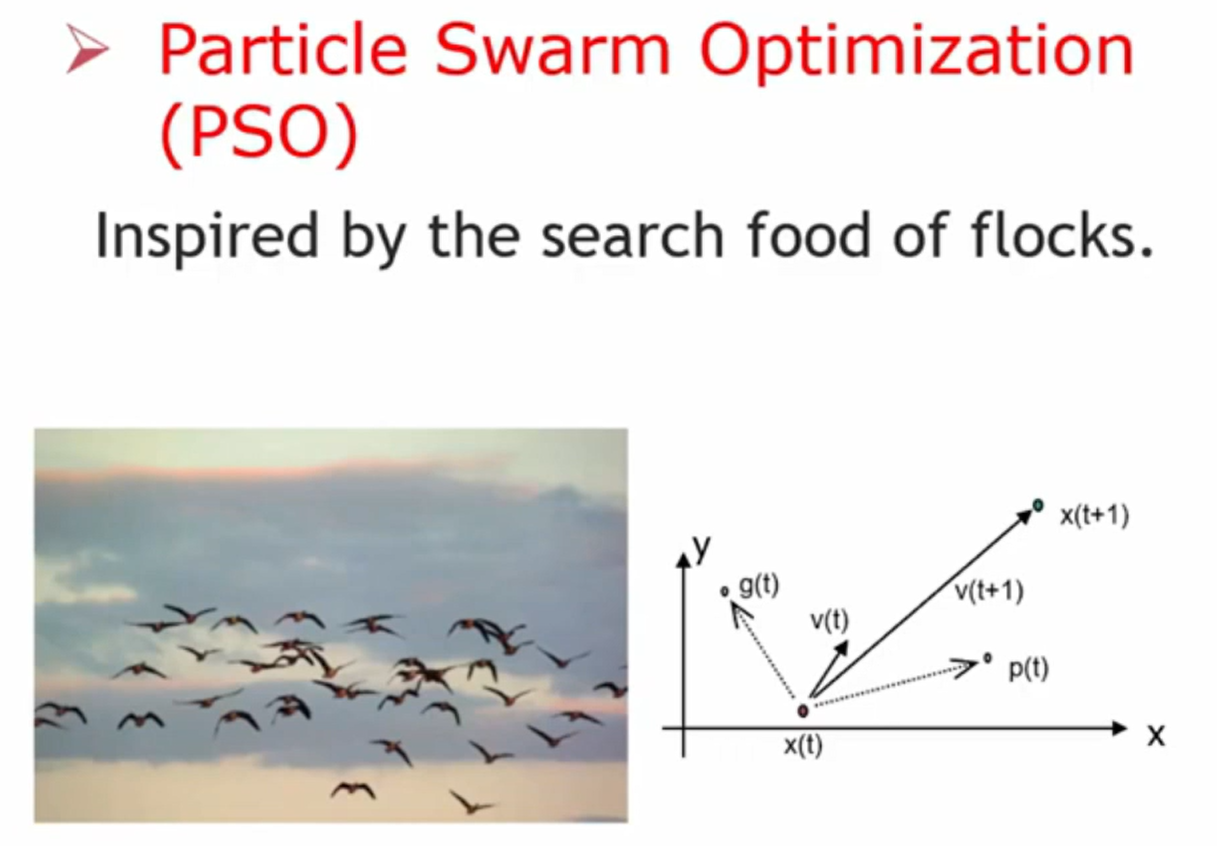 Particle Swarm Optimization
(PSO)
Inspired by the search food of flocks.
y
g(t)
v(t)
x(t+1)
v(t+1)
p(t)
x(t)
x